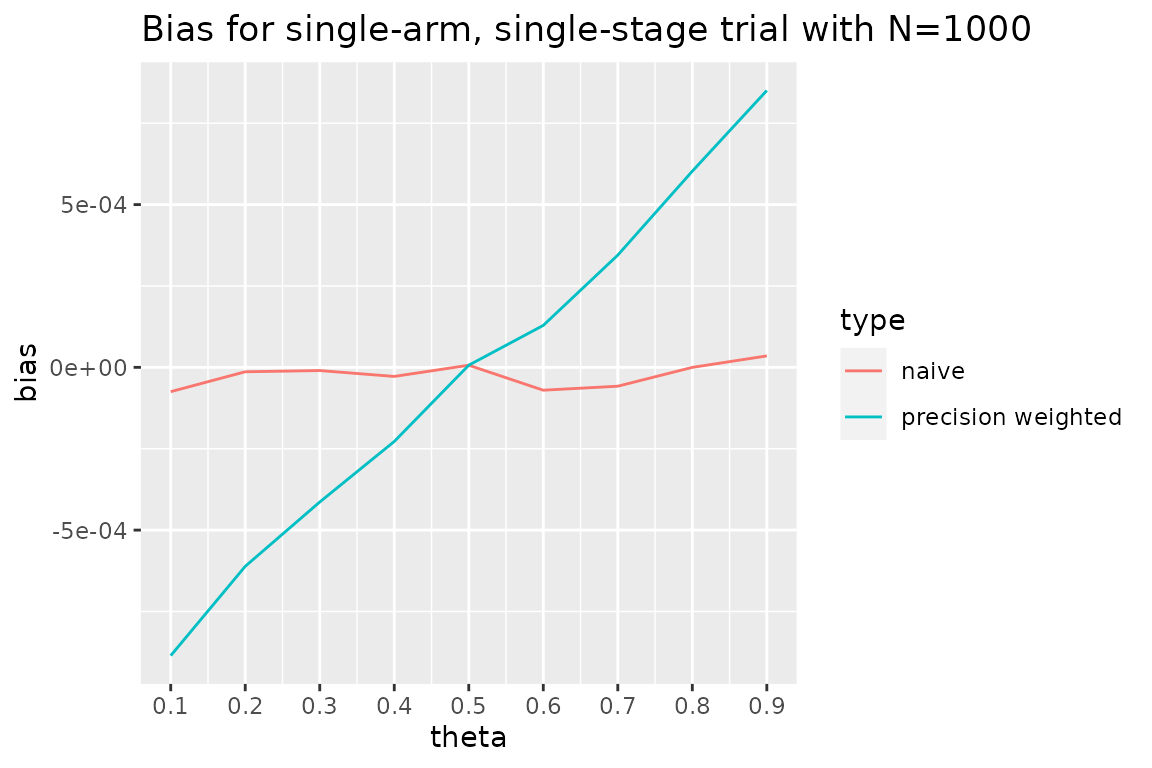 Bias for single-arm, single-stage trial with N=1000
5e-04
0e+00
-5e-04
bias
0.1 0.2 0.3 0.4 0.5 0.6 0.7 0.8 0.9
theta
type
naive
precision weighted